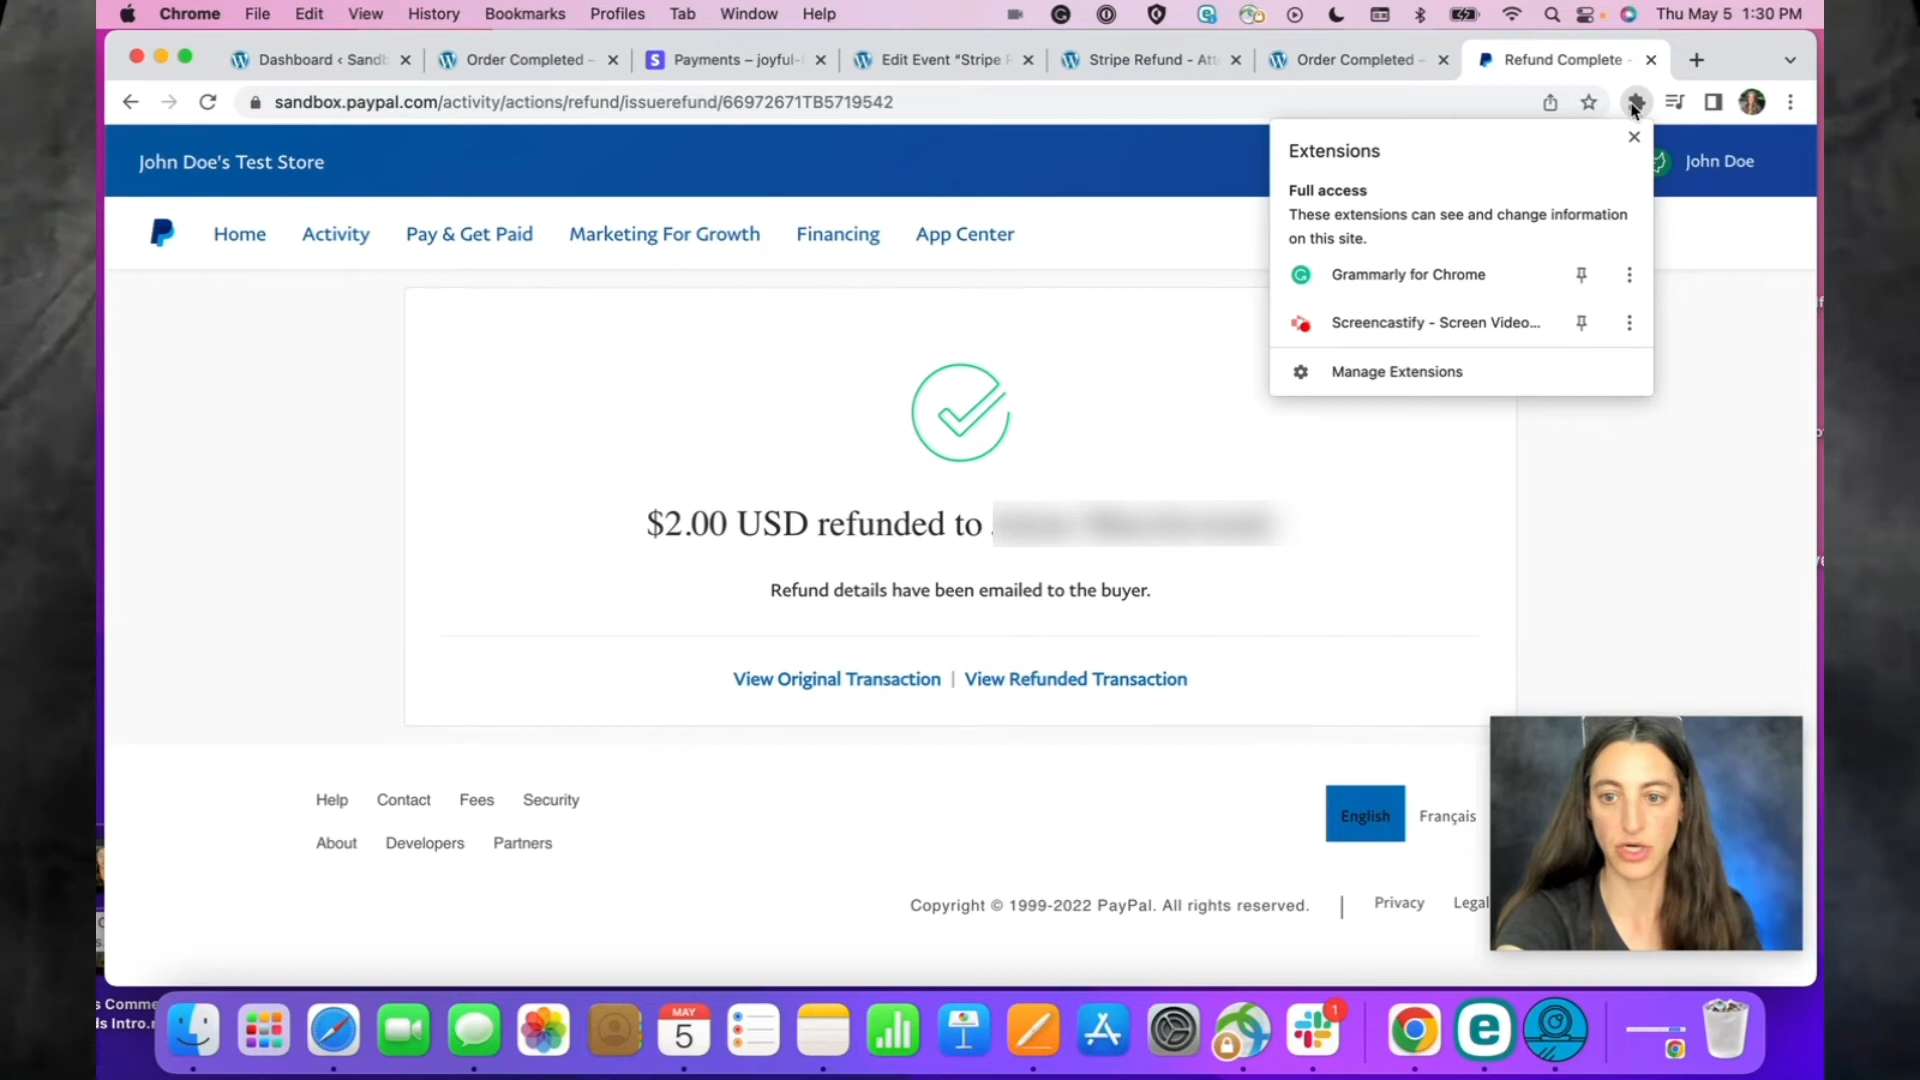 Chrome File Edit View History Bookmarks Profiles Tab Window Help Thu May 5 1:30 PM
Dashboard ‹ Sandb Order Completed – Payments – joyful- Edit Event “Stripe Stripe Refund - Att Order Completed – Refund Complete -
sandbox.paypal.com/activity/actions/refund/issuerefund/66972671TB5719542
John Doe's Test Store
John Doe
Home Activity Pay & Get Paid Marketing For Growth Financing App Center
Extensions
Full access
These extensions can see and change information
on this site.
Grammarly for Chrome
Screencastify - Screen Video...
Manage Extensions
$2.00 USD refunded to
Refund details have been emailed to the buyer.
View Original Transaction | View Refunded Transaction
Help Contact Fees Security
About Developers Partners
English Français
Copyright © 1999-2022 PayPal. All rights reserved. | Privacy Legal
s Comme
ds Intro.
MAY
5
1